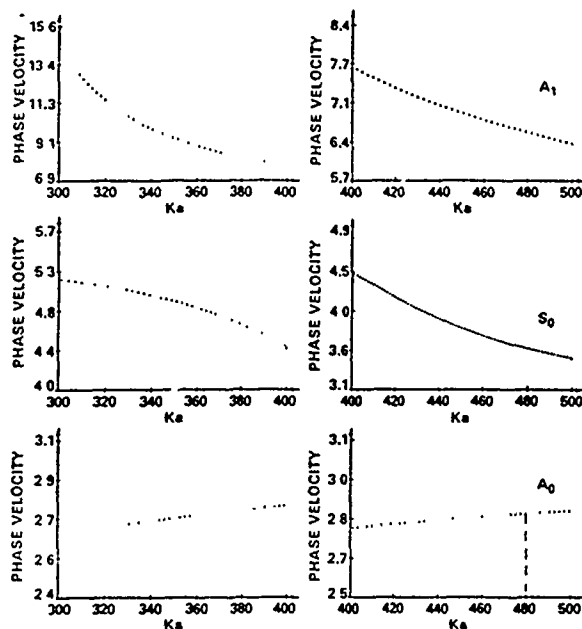 PHASE VELOCITY
15 6
13 4
11.3
9 1
6 9
300 320 340 360 380 400
Ka
PHASE VELOCITY
8.4
7.7
7.1
6.4
5.7
A1
400 420 440 460 480 500
Ka
PHASE VELOCITY
5.7
5.3
4.8
4.4
4 0
300 320 340 360 380 400
Ka
PHASE VELOCITY
4.9
4.5
4.0
3.6
3.1
S0
400 420 440 460 480 500
Ka
PHASE VELOCITY
3.1
2 9
2.7
2.6
2 4
300 320 340 360 380 400
Ka
PHASE VELOCITY
3.1
3.0
2.8
2.7
2 5
A0
400 420 440 460 480 500
Ka